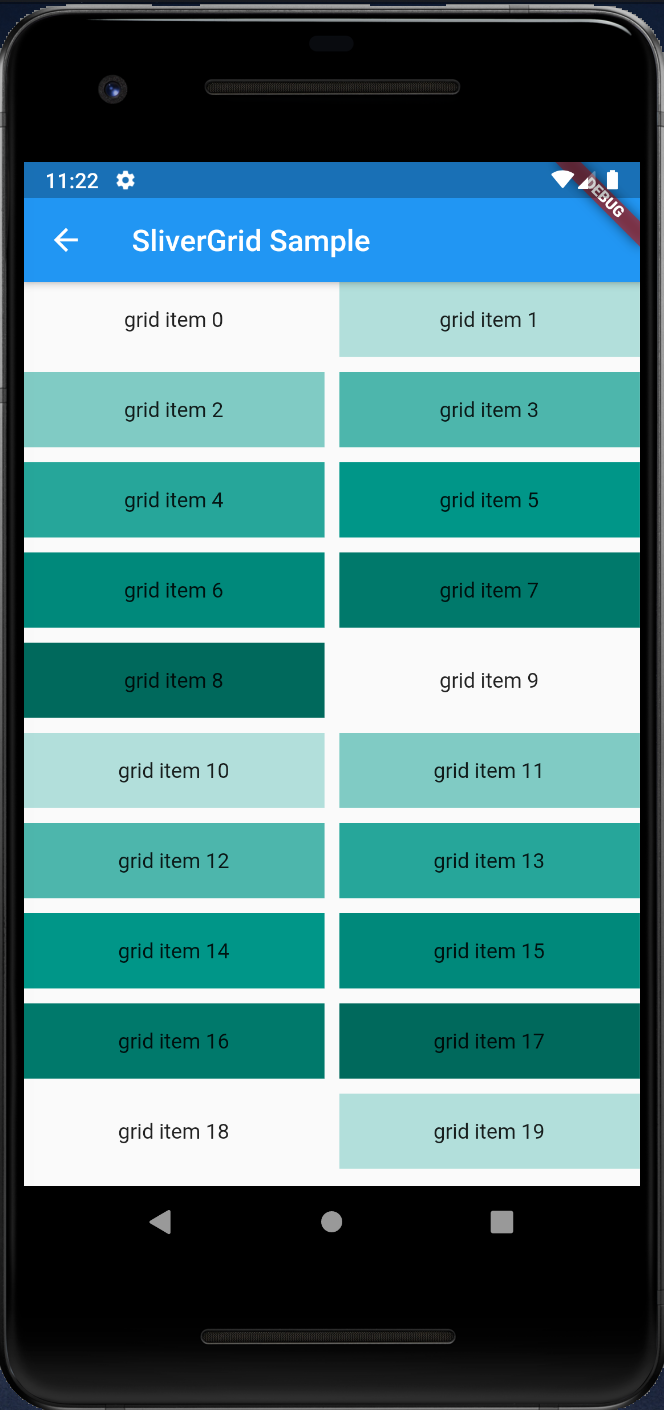 11:22
DEBUG
SliverGrid Sample
grid item 0
grid item 1
grid item 2
grid item 3
grid item 4
grid item 5
grid item 6
grid item 7
grid item 8
grid item 9
grid item 10
grid item 11
grid item 12
grid item 13
grid item 14
grid item 15
grid item 16
grid item 17
grid item 18
grid item 19